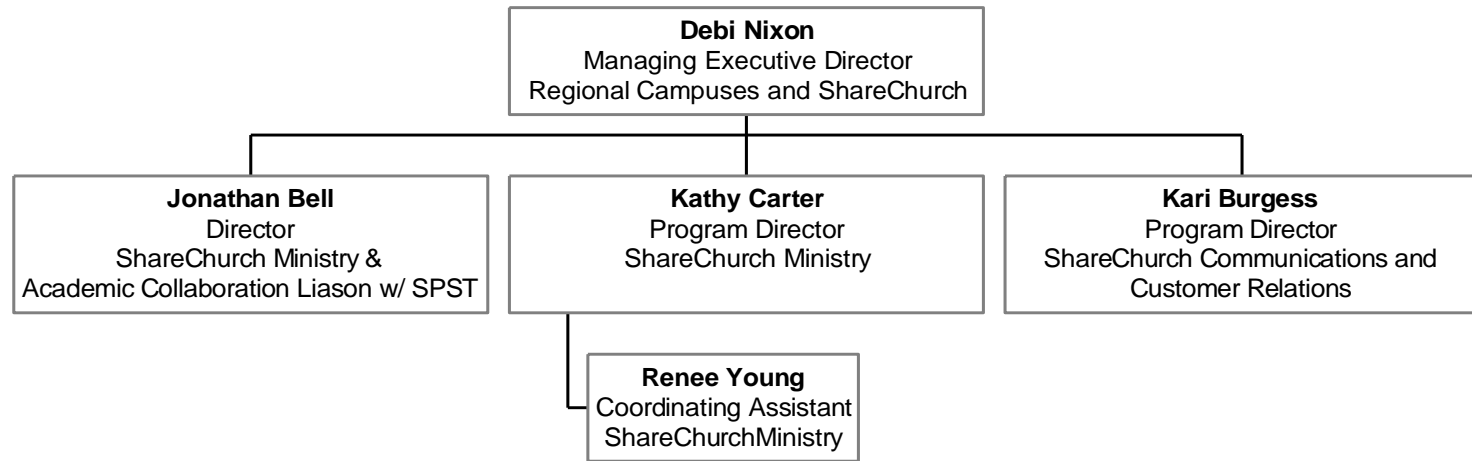 Debi Nixon
Managing Executive Director
Regional Campuses and ShareChurch
Jonathan Bell
Director
ShareChurch Ministry &
Academic Collaboration Liason w/ SPST
Kathy Carter
Program Director
ShareChurch Ministry
Kari Burgess
Program Director
ShareChurch Communications and
Customer Relations
Renee Young
Coordinating Assistant
ShareChurchMinistry